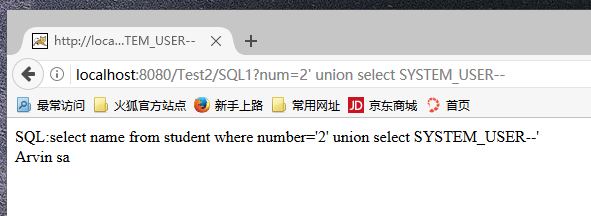 http://loca...TEM_USER--
localhost:8080/Test2/SQL1?num=2' union select SYSTEM_USER--
最常访问 火狐官方站点 新手上路 常用网址 JD 京东商城 首页
SQL:select name from student where number='2' union select SYSTEM_USER--'
Arvin sa